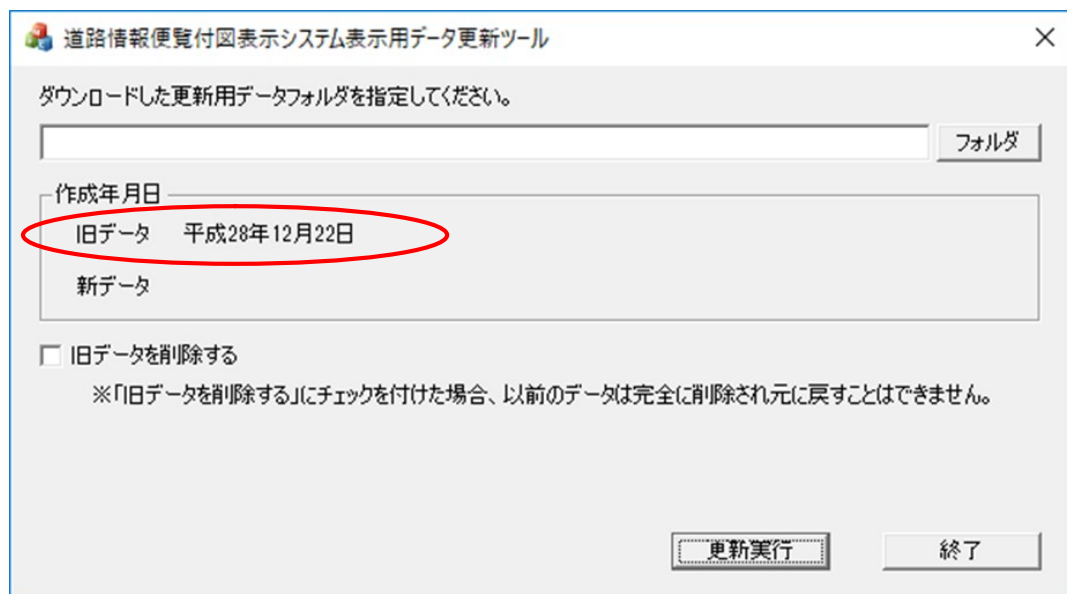 道路情報便覧付図表示システム表示用データ更新ツール
ダウンロードした更新用データフォルダを指定してください。
フォルダ
作成年月日
旧データ 平成28年12月22日
新データ
旧データを削除する
※「旧データを削除する」にチェックを付けた場合、以前のデータは完全に削除され元に戻すことはできません。
更新実行 終了